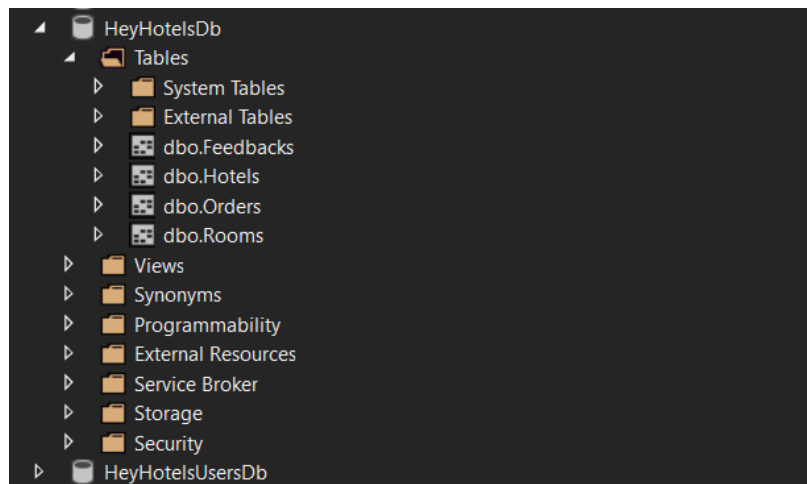 HeyHotelsDb
Tables
System Tables
External Tables
dbo.Feedbacks
dbo.Hotels
dbo.Orders
dbo.Rooms
Views
Synonyms
Programmability
External Resources
Service Broker
Storage
Security
HeyHotelsUsersDb